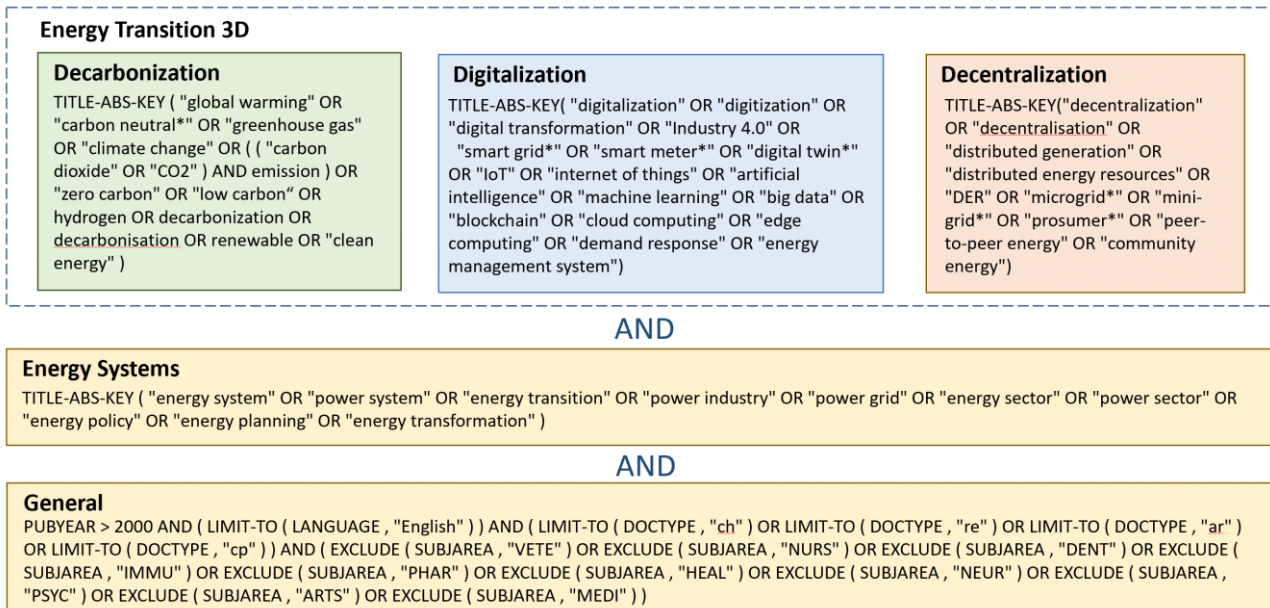 Energy Transition 3D
Decarbonization
TITLE-ABS-KEY ( "global warming" OR
"carbon neutral*" OR "greenhouse gas"
OR "climate change" OR ( ( "carbon
dioxide" OR "CO2" ) AND emission ) OR
"zero carbon" OR "low carbon“ OR
hydrogen OR decarbonization OR
decarbonisation OR renewable OR "clean
energy" )
Digitalization
TITLE-ABS-KEY( "digitalization" OR "digitization" OR
"digital transformation" OR "Industry 4.0" OR
"smart grid*" OR "smart meter*" OR "digital twin*"
OR "IoT" OR "internet of things" OR "artificial
intelligence" OR "machine learning" OR "big data" OR
"blockchain" OR "cloud computing" OR "edge
computing" OR "demand response" OR "energy
management system")
Decentralization
TITLE-ABS-KEY("decentralization"
OR "decentralisation" OR
"distributed generation" OR
"distributed energy resources" OR
"DER" OR "microgrid*" OR "mini-
grid*" OR "prosumer*" OR "peer-
to-peer energy" OR "community
energy")
AND
Energy Systems
TITLE-ABS-KEY ( "energy system" OR "power system" OR "energy transition" OR "power industry" OR "power grid" OR "energy sector" OR "power sector" OR
"energy policy" OR "energy planning" OR "energy transformation" )
AND
General
PUBYEAR > 2000 AND ( LIMIT-TO ( LANGUAGE , "English" ) ) AND ( LIMIT-TO ( DOCTYPE , "ch" ) OR LIMIT-TO ( DOCTYPE , "re" ) OR LIMIT-TO ( DOCTYPE , "ar" )
OR LIMIT-TO ( DOCTYPE , "cp" ) ) AND ( EXCLUDE ( SUBJAREA , "VETE" ) OR EXCLUDE ( SUBJAREA , "NURS" ) OR EXCLUDE ( SUBJAREA , "DENT" ) OR EXCLUDE (
SUBJAREA , "IMMU" ) OR EXCLUDE ( SUBJAREA , "PHAR" ) OR EXCLUDE ( SUBJAREA , "HEAL" ) OR EXCLUDE ( SUBJAREA , "NEUR" ) OR EXCLUDE ( SUBJAREA ,
"PSYC" ) OR EXCLUDE ( SUBJAREA , "ARTS" ) OR EXCLUDE ( SUBJAREA , "MEDI" ) )